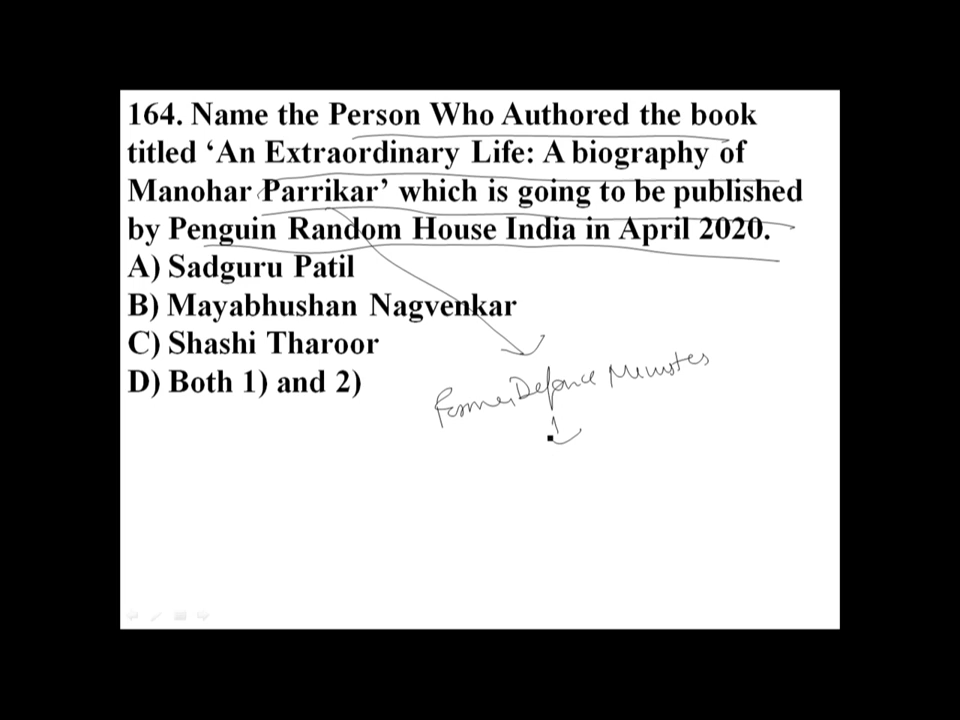 164. Name the Person Who Authored the book
titled ‘An Extraordinary Life: A biography of
Manohar Parrikar’ which is going to be published
by Penguin Random House India in April 2020.
A) Sadguru Patil
B) Mayabhushan Nagvenkar
C) Shashi Tharoor
D) Both 1) and 2)
Former Defence Minister